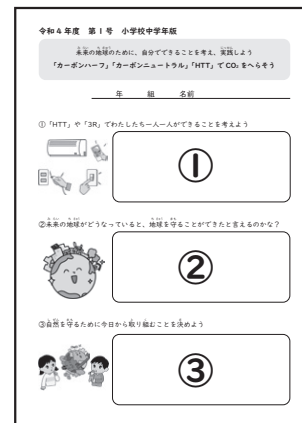 令和4年度 第1号 小学校中学年版
未来の地球のために、自分でできることを考え、実践しよう
「カーボンハーフ」「カーボンニュートラル」「HTT」でCO₂をへらそう
年 組 名前
①「HTT」や「3R」でわたしたち一人一人ができることを考えよう
①
②未来の地球がどうなっていると、地球を守ることができたと言えるのかな?
②
③自然を守るために今日から取り組むことを決めよう
③